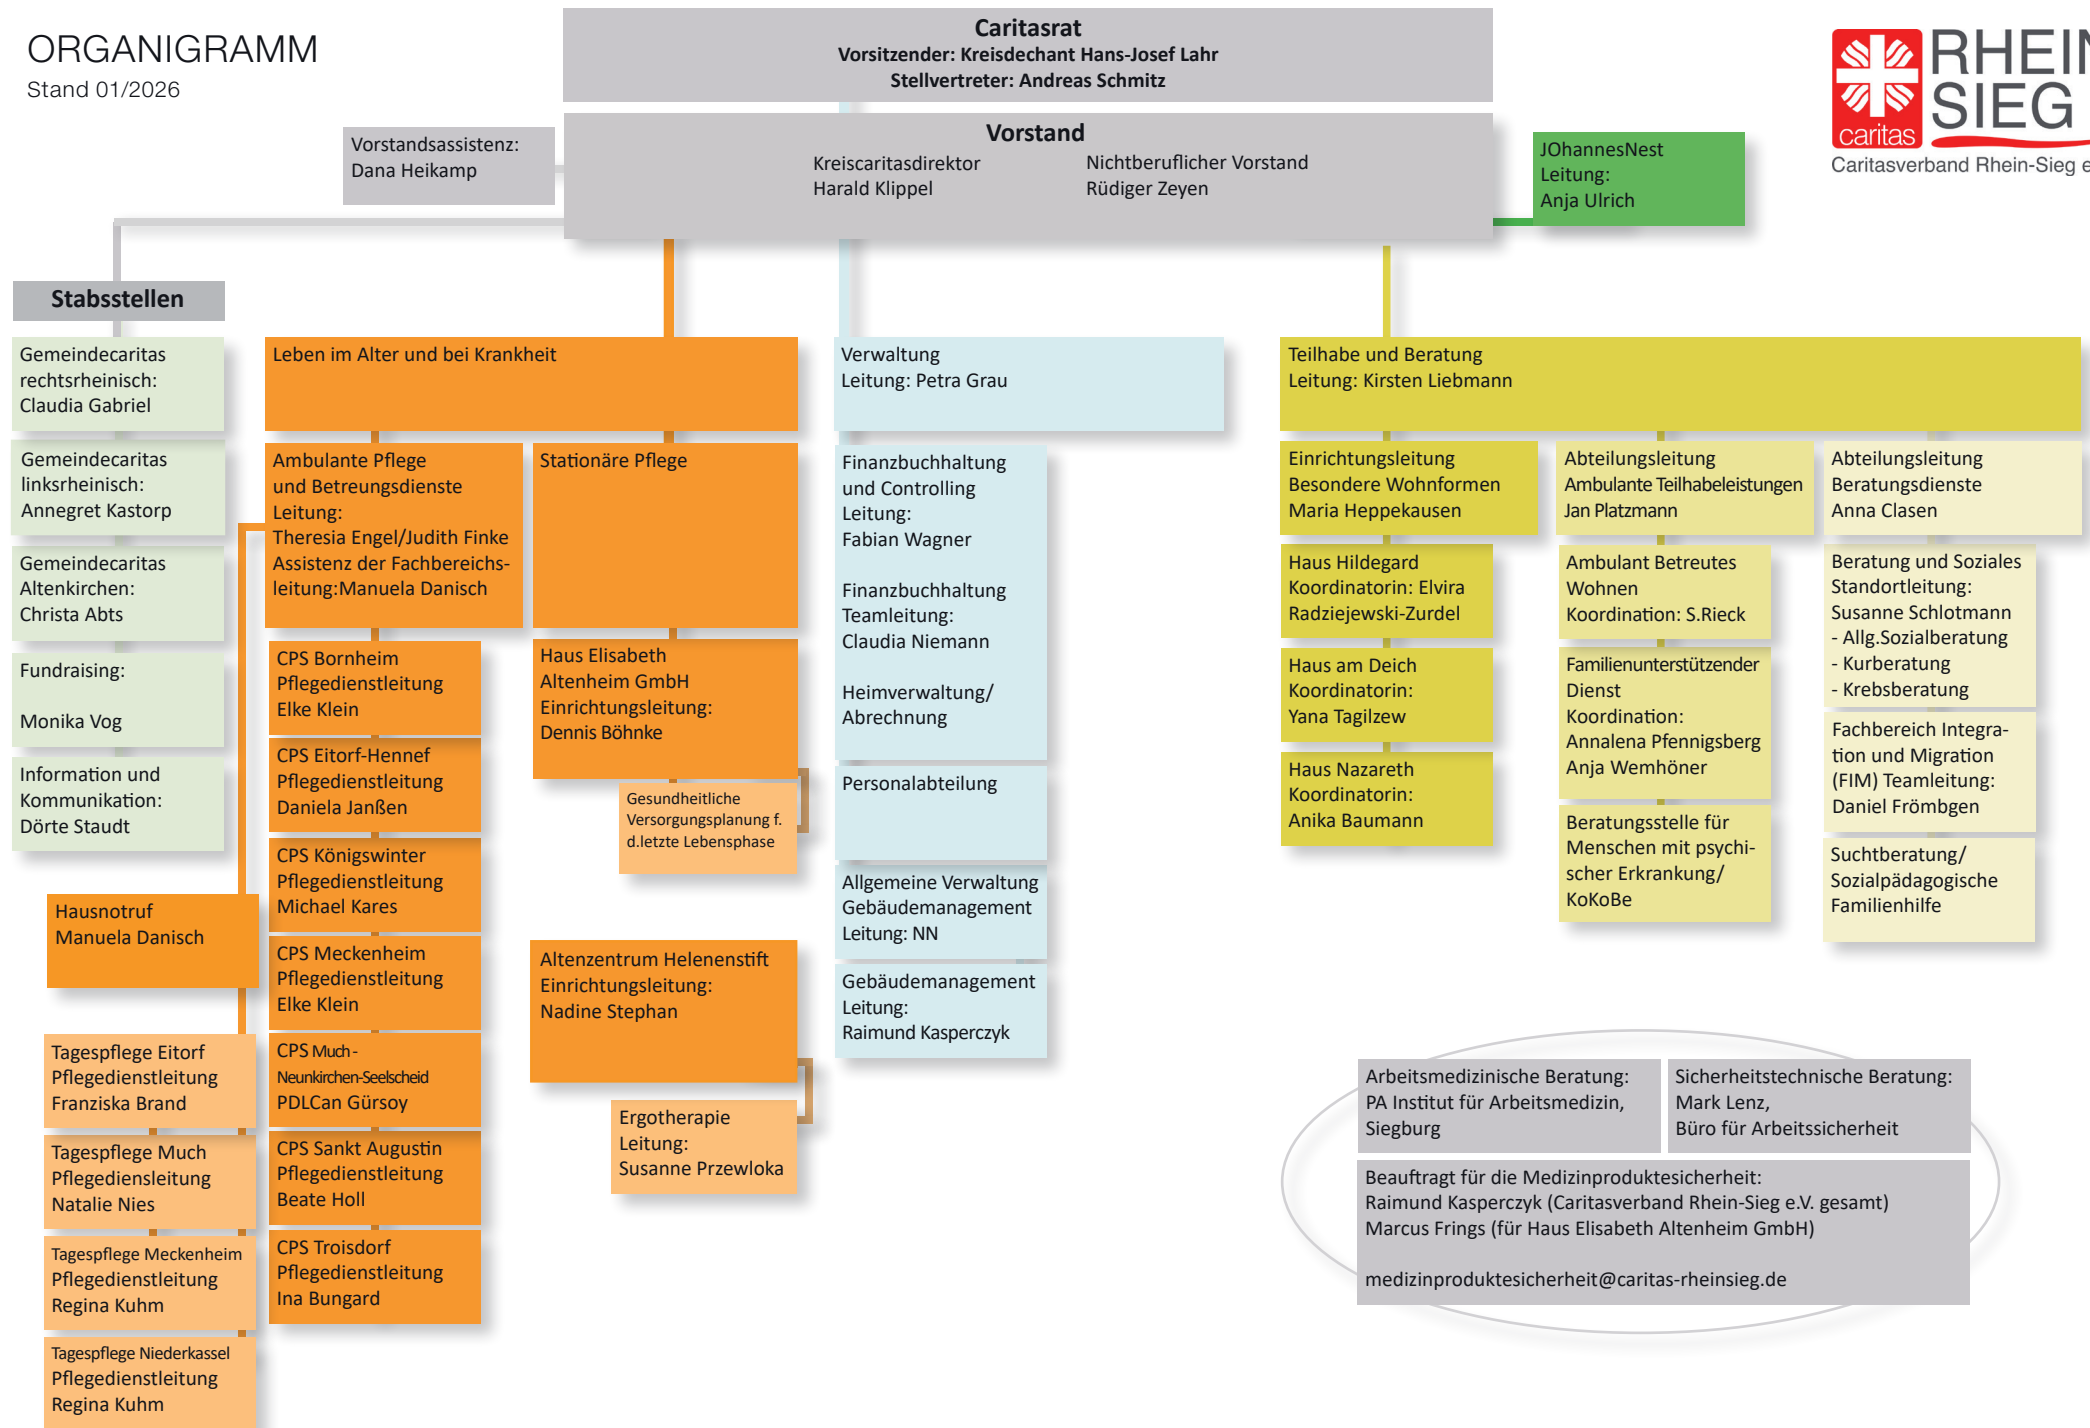 ORGANIGRAMM
Stand 01/2026
Caritasrat
Vorsitzender: Kreisdechant Hans-Josef Lahr
Stellvertreter: Andreas Schmitz
caritas
RHEIN
SIEG
Caritasverband Rhein-Sieg e
Vorstandsassistenz:
Dana Heikamp
Vorstand
Kreiscaritasdirektor
Harald Klippel
Nichtberuflicher Vorstand
Rüdiger Zeyen
JOhannesNest
Leitung:
Anja Ulrich
Stabsstellen
Gemeindecaritas
rechtsrheinisch:
Claudia Gabriel
Gemeindecaritas
linksrheinisch:
Annegret Kastorp
Gemeindecaritas
Altenkirchen:
Christa Abts
Fundraising:
Monika Vog
Information und
Kommunikation:
Dörte Staudt
Leben im Alter und bei Krankheit
Ambulante Pflege
und Betreungsdienste
Leitung:
Theresia Engel/Judith Finke
Assistenz der Fachbereichs-
leitung:Manuela Danisch
Hausnotruf
Manuela Danisch
Tagespflege Eitorf
Pflegedienstleitung
Franziska Brand
Tagespflege Much
Pflegediensleitung
Natalie Nies
Tagespflege Meckenheim
Pflegedienstleitung
Regina Kuhm
Tagespflege Niederkassel
Pflegedienstleitung
Regina Kuhm
CPS Bornheim
Pflegedienstleitung
Elke Klein
CPS Eitorf-Hennef
Pflegedienstleitung
Daniela Janßen
CPS Königswinter
Pflegedienstleitung
Michael Kares
CPS Meckenheim
Pflegedienstleitung
Elke Klein
CPS Much -
Neunkirchen-Seelscheid
PDLCan Gürsoy
CPS Sankt Augustin
Pflegedienstleitung
Beate Holl
CPS Troisdorf
Pflegedienstleitung
Ina Bungard
Stationäre Pflege
Haus Elisabeth
Altenheim GmbH
Einrichtungsleitung:
Dennis Böhnke
Gesundheitliche
Versorgungsplanung f.
d.letzte Lebensphase
Altenzentrum Helenenstift
Einrichtungsleitung:
Nadine Stephan
Ergotherapie
Leitung:
Susanne Przewloka
Verwaltung
Leitung: Petra Grau
Finanzbuchhaltung
und Controlling
Leitung:
Fabian Wagner
Finanzbuchhaltung
Teamleitung:
Claudia Niemann
Heimverwaltung/
Abrechnung
Personalabteilung
Allgemeine Verwaltung
Gebäudemanagement
Leitung: NN
Gebäudemanagement
Leitung:
Raimund Kasperczyk
Teilhabe und Beratung
Leitung: Kirsten Liebmann
Einrichtungsleitung
Besondere Wohnformen
Maria Heppekausen
Haus Hildegard
Koordinatorin: Elvira
Radziejewski-Zurdel
Haus am Deich
Koordinatorin:
Yana Tagilzew
Haus Nazareth
Koordinatorin:
Anika Baumann
Abteilungsleitung
Ambulante Teilhabeleistungen
Jan Platzmann
Ambulant Betreutes
Wohnen
Koordination: S.Rieck
Familienunterstützender
Dienst
Koordination:
Annalena Pfennigsberg
Anja Wemhöner
Beratungsstelle für
Menschen mit psychi-
scher Erkrankung/
KoKoBe
Abteilungsleitung
Beratungsdienste
Anna Clasen
Beratung und Soziales
Standortleitung:
Susanne Schlotmann
- Allg.Sozialberatung
- Kurberatung
- Krebsberatung
Fachbereich Integra-
tion und Migration
(FIM) Teamleitung:
Daniel Frömbgen
Suchtberatung/
Sozialpädagogische
Familienhilfe
Arbeitsmedizinische Beratung:
PA Institut für Arbeitsmedizin,
Siegburg
Sicherheitstechnische Beratung:
Mark Lenz,
Büro für Arbeitssicherheit
Beauftragt für die Medizinproduktesicherheit:
Raimund Kasperczyk (Caritasverband Rhein-Sieg e.V. gesamt)
Marcus Frings (für Haus Elisabeth Altenheim GmbH)
medizinproduktesicherheit@caritas-rheinsieg.de